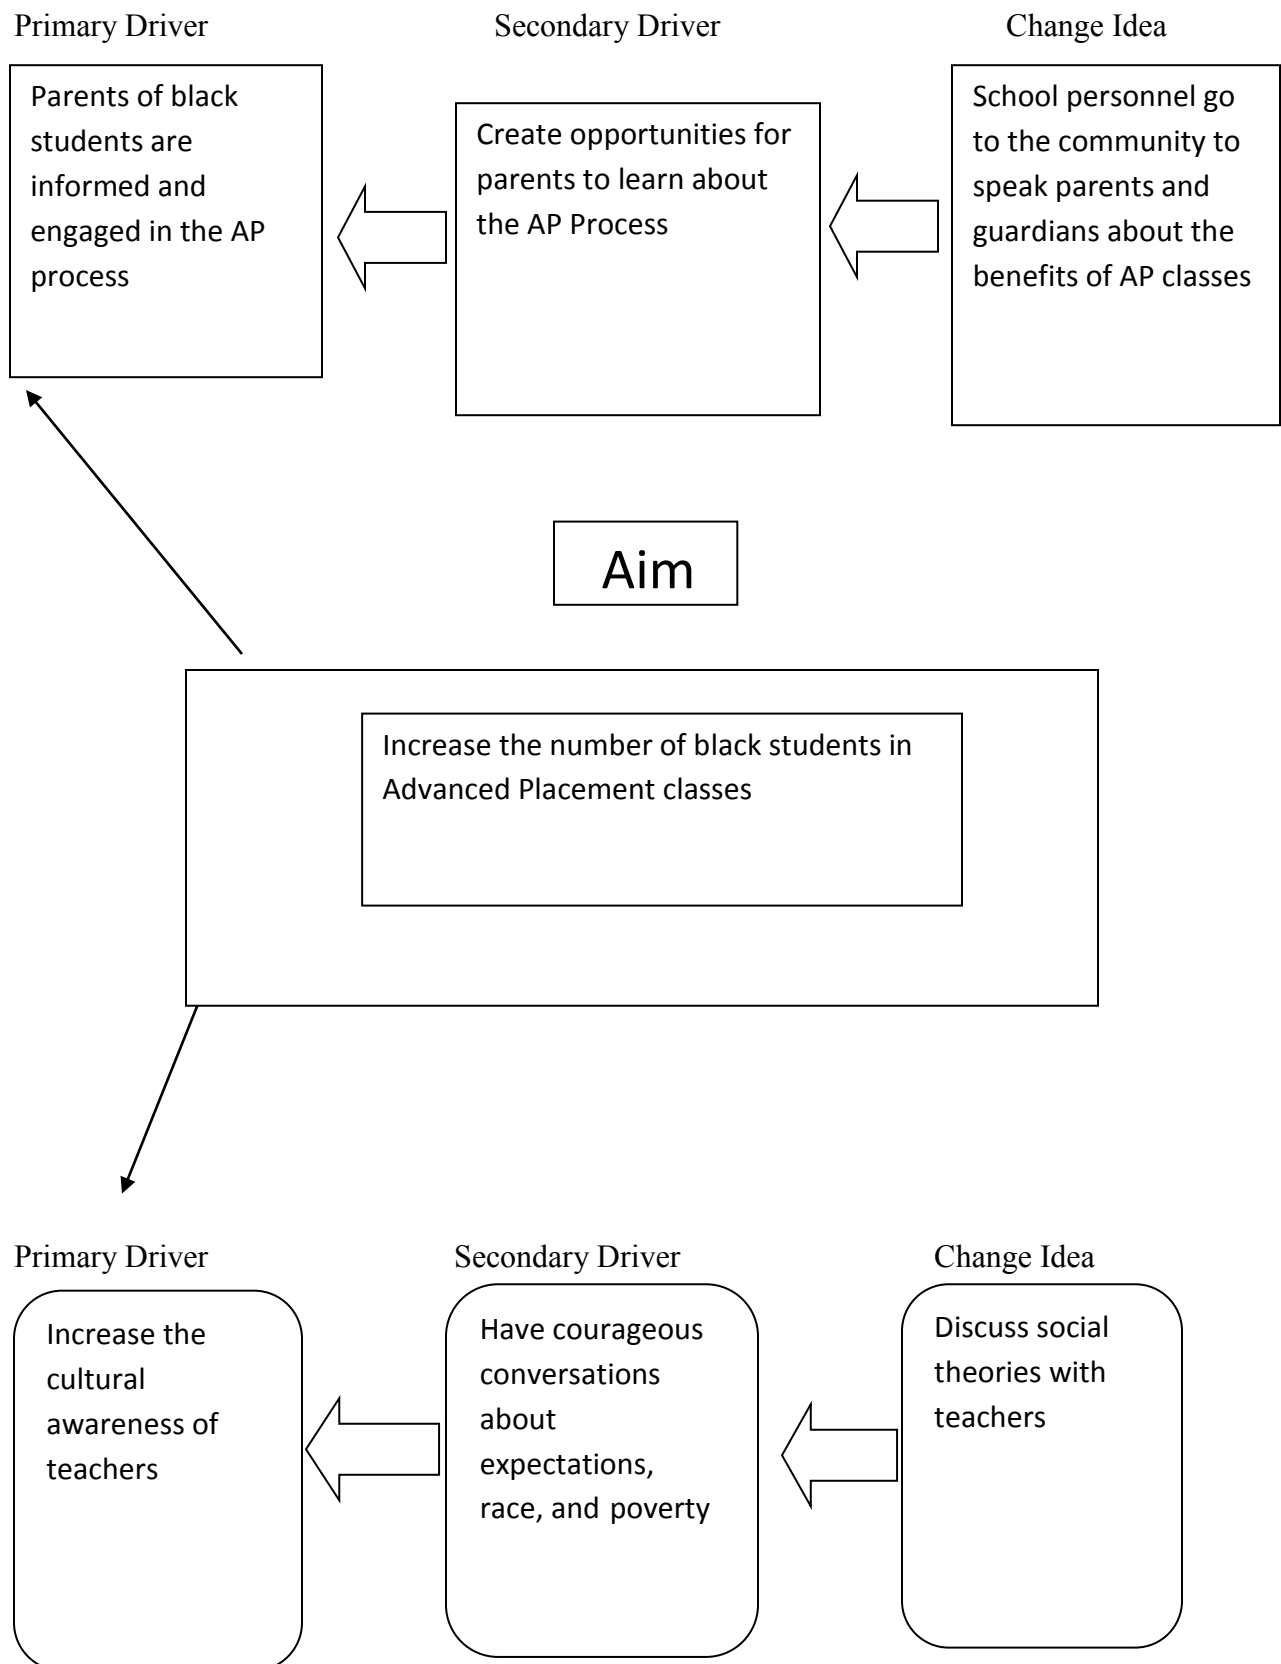 Primary Driver
Secondary Driver
Change Idea
Parents of black
students are
informed and
engaged in the AP
process
Create opportunities for
parents to learn about
the AP Process
School personnel go
to the community to
speak parents and
guardians about the
benefits of AP classes
Aim
Increase the number of black students in
Advanced Placement classes
Primary Driver
Secondary Driver
Change Idea
Increase the
cultural
awareness of
teachers
Have courageous
conversations
about
expectations,
race, and poverty
Discuss social
theories with
teachers